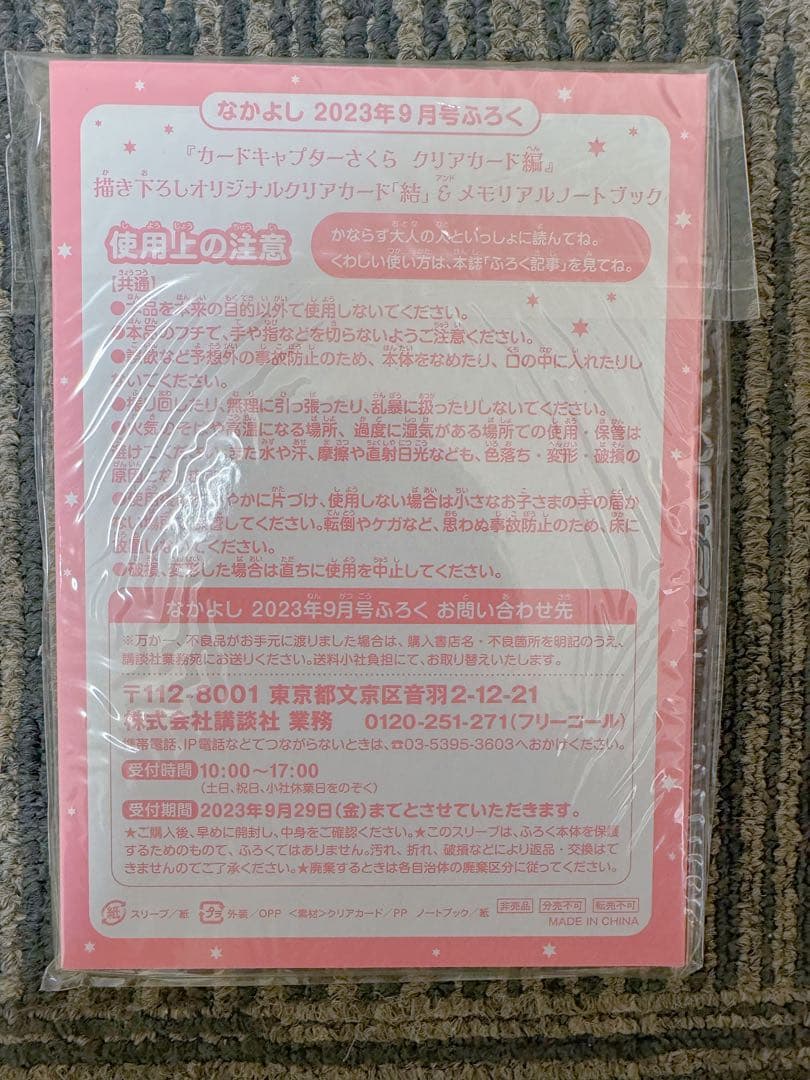 なかよし 2023年9月号ふろく
『カードキャプターさくら クリアカード編』
描き下ろしオリジナルクリアカード「結」& メモリアルノートブック
使用上の注意
かならず大人の人といっしょに読んでね。
くわしい使い方は、本誌「ふろく記事」を見てね。
【共通】
●本品を本来の目的以外で使用しないでください。
●本品のフチで、手や指などを切らないようご注意ください。
●誤飲など予想外の事故防止のため、本体をなめたり、口の中に入れたりし
ないでください。
●振り回したり、無理に引っ張ったり、乱暴に扱ったりしないでください。
●火気のそばや高温になる場所、過度に湿気がある場所での使用・保管は
避けてください。また水や汗、摩擦や直射日光なども、色落ち・変形・破損の
原因に
やかに片づけ、使用しない場合は小さなお子さまの手の届か
してください。転倒やケガなど、思わぬ事故防止のため、床に
てください。
●破損、変形した場合は直ちに使用を中止してください。
なかよし 2023年9月号ふろく お問い合わせ先
※万が一、不良品がお手元に渡りました場合は、購入書店名・不良箇所を明記のうえ、
講談社業務宛にお送りください。送料小社負担にて、お取り替えいたします。
〒112-8001 東京都文京区音羽2-12-21
株式会社講談社 業務 0120-251-271(フリーコール)
携帯電話、IP電話などでつながらないときは、☎03-5395-3603へおかけください。
受付時間 10:00〜17:00
(土日、祝日、小社休業日をのぞく)
受付期間 2023年9月29日(金)までとさせていただきます。
★ご購入後、早めに開封し、中身をご確認ください。★このスリーブは、ふろく本体を保護
するためのもので、ふろくではありません。汚れ、折れ、破損などにより返品・交換はで
きませんのでご了承ください。★廃棄するときは各自治体の廃棄区分に従ってください。
紙 スリーブ/紙 プラ 外装/OPP <素材>クリアカード/PP ノートブック/紙 非売品 分売不可 転売不可
MADE IN CHINA